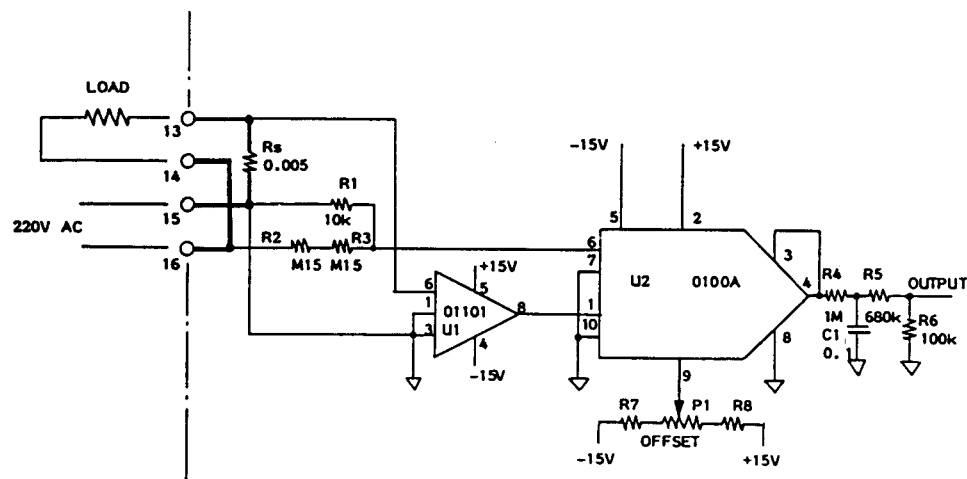 LOAD
13
Rs
0.005
14
15
220V AC
16
R1
10k
R2
R3
M15
M15
6
1
3
O1101
U1
+15V
5
8
4
-15V
-15V
+15V
5
2
6
7
1
10
U2
O100A
3
4
8
9
R4
R5
OUTPUT
1M
680k
R6
100k
C1
0.1
R7
P1
R8
OFFSET
-15V
+15V